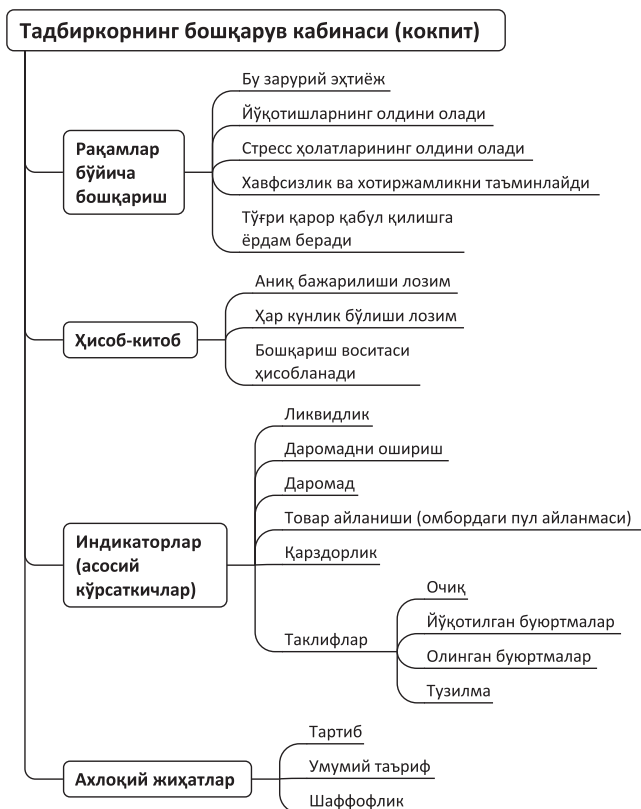 Тадбиркорнинг бошқарув кабинаси (кокпит)
Рақамлар
бўйича
бошқариш
Бу зарурий эҳтиёж
Йўқотишларнинг олдини олади
Стресс ҳолатларининг олдини олади
Хавфсизлик ва хотиржамликни таъминлайди
Тўғри қарор қабул қилишга
ёрдам беради
Ҳисоб-китоб
Аниқ бажарилиши лозим
Ҳар кунлик бўлиши лозим
Бошқариш воситаси
ҳисобланади
Индикаторлар
(асосий
кўрсаткичлар)
Ликвидлик
Даромадни ошириш
Даромад
Товар айланиши (омбордаги пул айланмаси)
Қарздорлик
Таклифлар
Очиқ
Йўқотилган буюртмалар
Олинган буюртмалар
Тузилма
Ахлоқий жиҳатлар
Тартиб
Умумий таъриф
Шаффофлик